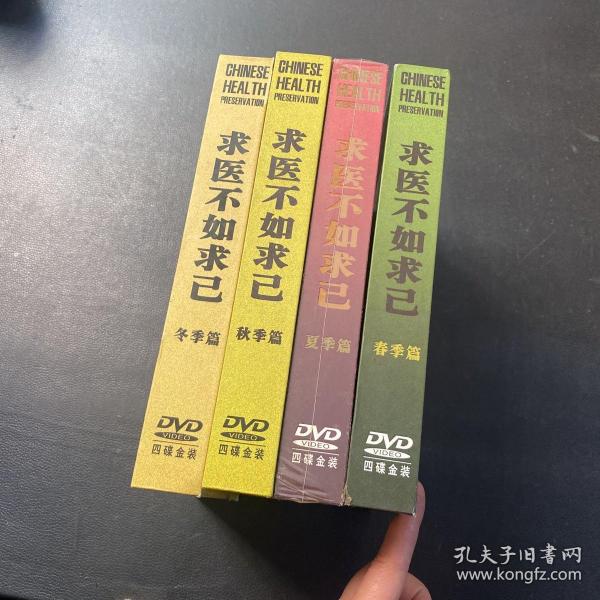 CHINESE
HEALTH
PRESERVATION
求医不如求己
冬季篇
DVD
VIDEO
四碟金装
CHINESE
HEALTH
PRESERVATION
求医不如求己
秋季篇
DVD
VIDEO
四碟金装
CHINESE
HEALTH
PRESERVATION
求医不如求己
夏季篇
DVD
VIDEO
四碟金装
CHINESE
HEALTH
PRESERVATION
求医不如求己
春季篇
DVD
VIDEO
四碟金装
孔夫子旧书网
www.kongfz.com